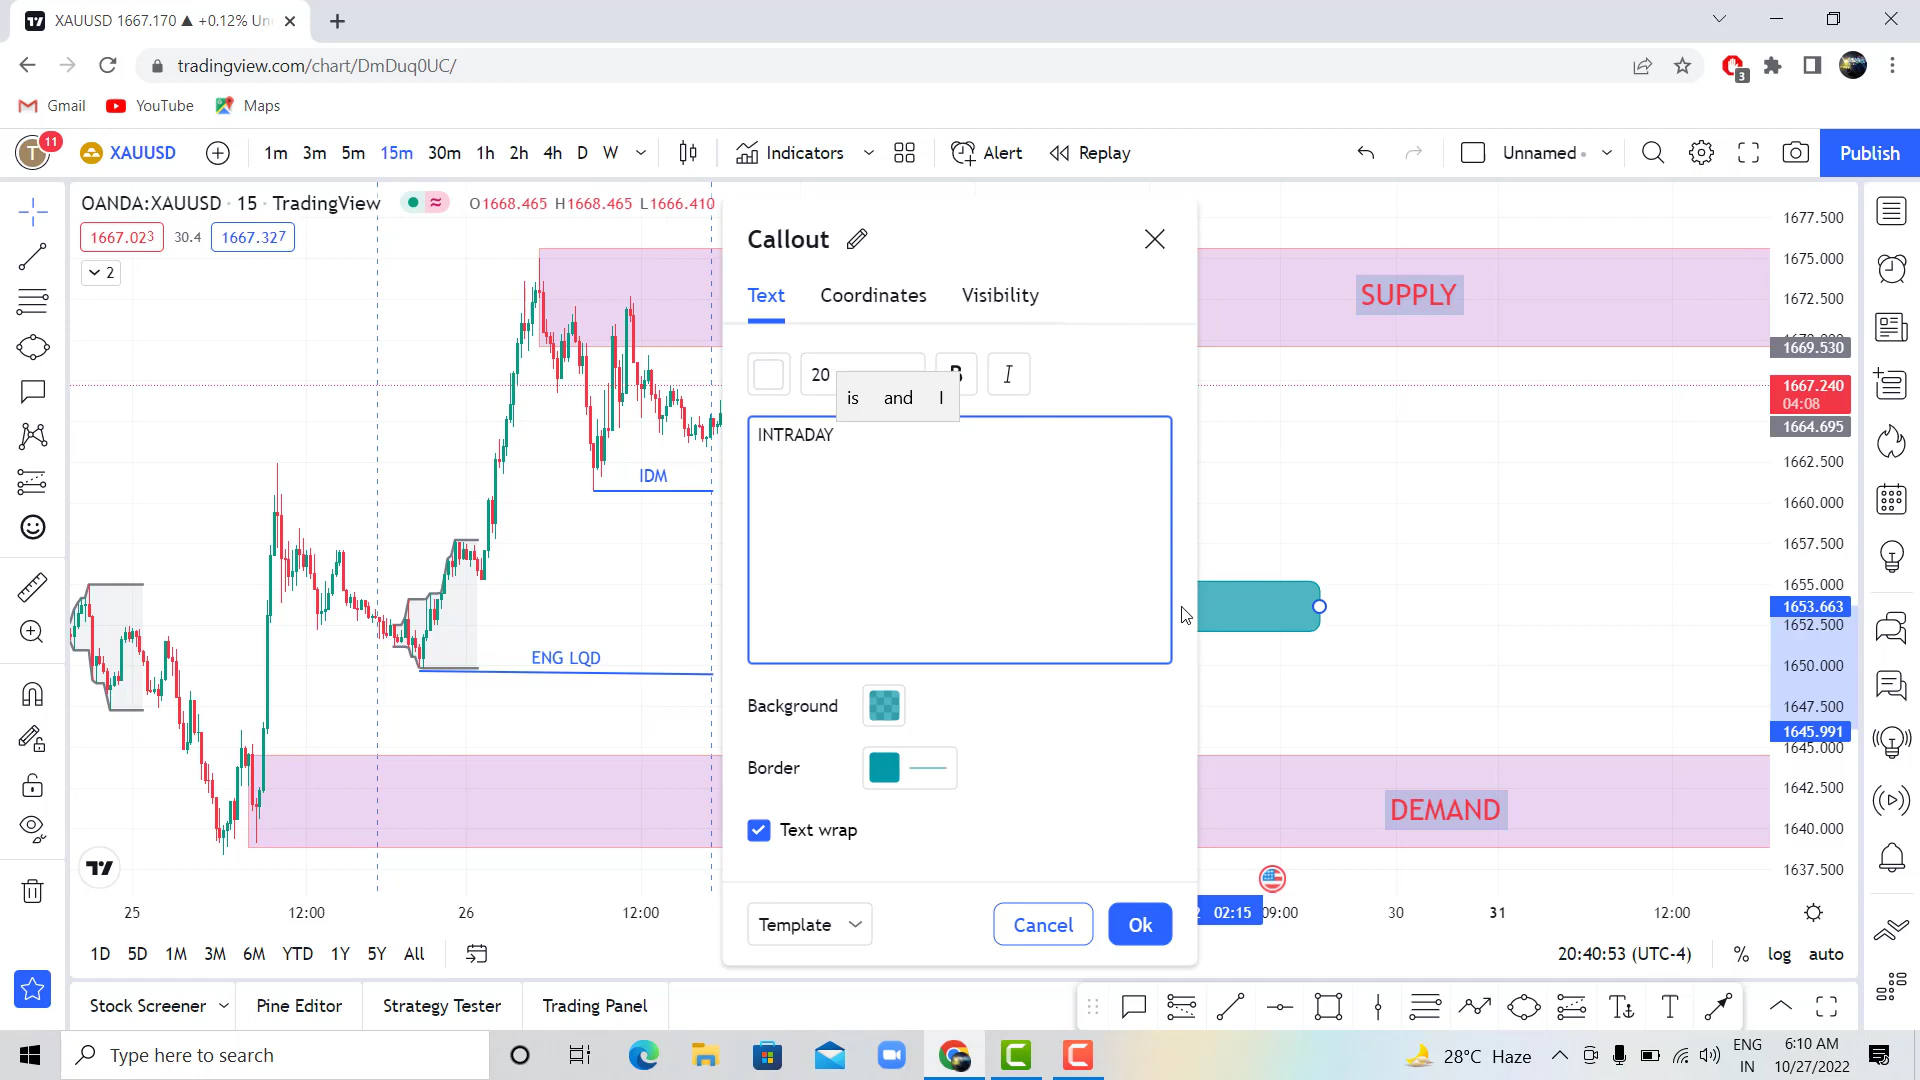 XAUUSD 1667.170 ▲ +0.12% Un
tradingview.com/chart/DmDuq0UC/
3
Gmail YouTube Maps
T 11 XAUUSD 1m 3m 5m 15m 30m 1h 2h 4h D W Indicators Alert Replay Unnamed Publish
OANDA:XAUUSD · 15 · TradingView O1668.465 H1668.465 L1666.410
1667.023 30.4 1667.327
2
Callout
Text Coordinates Visibility
20 B I
is and I
INTRADAY
Background
Border
Text wrap
Template Cancel Ok
SUPPLY
IDM
ENG LQD
DEMAND
1677.500
1675.000
1672.500
1669.530
1667.240
04:08
1664.695
1662.500
1660.000
1657.500
1655.000
1653.663
1652.500
1650.000
1647.500
1645.991
1645.000
1642.500
1640.000
1637.500
25 12:00 26 12:00 2 02:15 09:00 30 31 12:00
1D 5D 1M 3M 6M YTD 1Y 5Y All 20:40:53 (UTC-4) % log auto
Stock Screener Pine Editor Strategy Tester Trading Panel
Type here to search 28°C Haze ENG IN 6:10 AM 10/27/2022